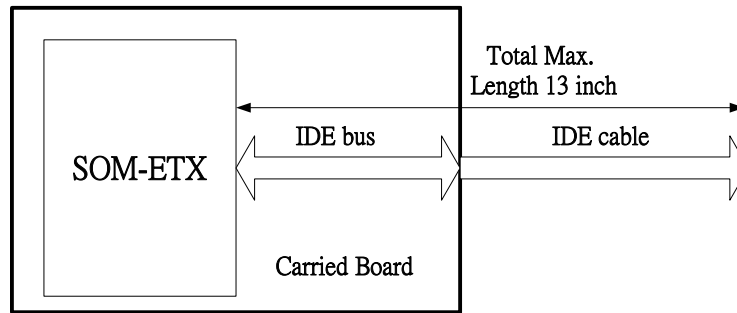 Total Max.
Length 13 inch
IDE bus
IDE cable
SOM-ETX
Carried Board